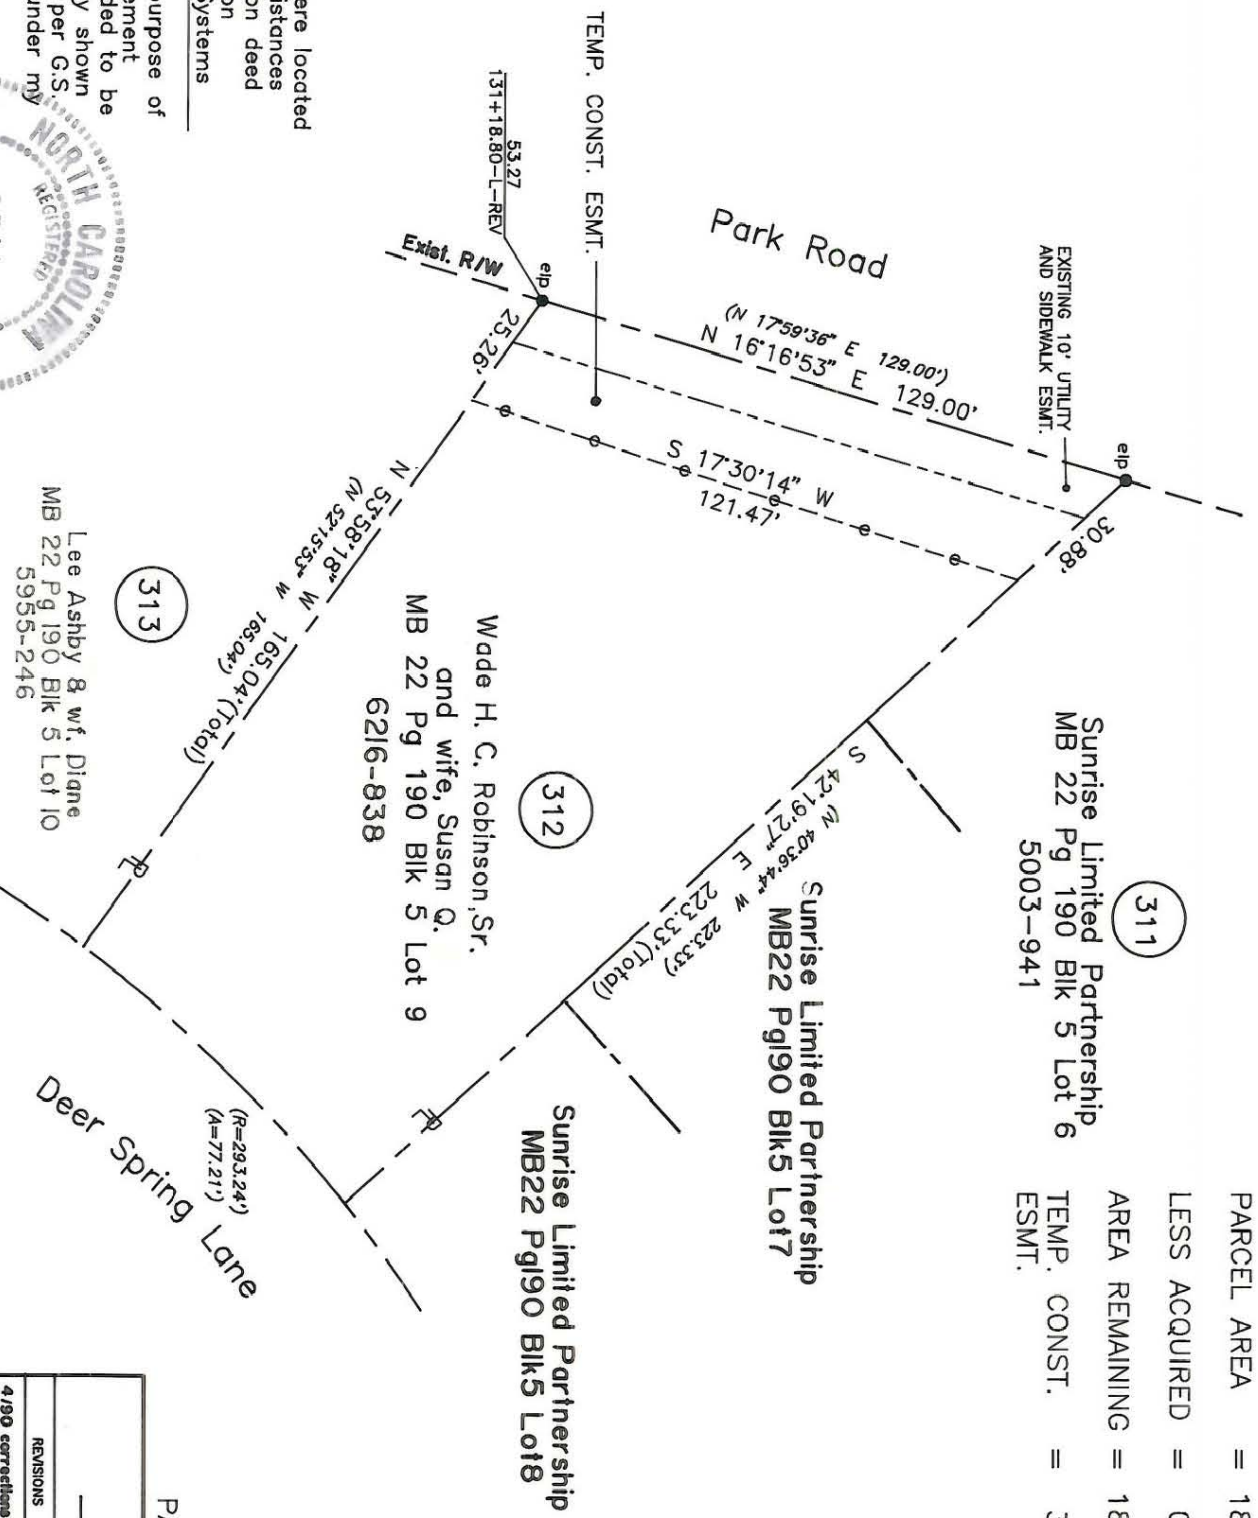 PARCEL AREA = 18
LESS ACQUIRED = 0
AREA REMAINING = 18
TEMP. CONST. = 3
ESMT.
311
Sunrise Limited Partnership
MB 22 Pg 190 Blk 5 Lot 6
5003-941
EXISTING 10' UTILITY
AND SIDEWALK ESMT.
eip
30.88'
Park Road
(N 17°59'36" E 129.00')
N 16°16'53" E 129.00'
S 17°30'14" W
121.47'
TEMP. CONST. ESMT.
53.27
131+18.80-L-REV
eip
Exist. R/W
25.26'
S 42°19'27" E 223.33'(Total)
(N 40°36'44" W 223.33')
Sunrise Limited Partnership
MB22 Pg190 Blk5 Lot7
Sunrise Limited Partnership
MB22 Pg190 Blk5 Lot8
312
Wade H. C. Robinson, Sr.
and wife, Susan Q.
MB 22 Pg 190 Blk 5 Lot 9
6216-838
N 53°58'18" W 165.04'(Total)
(N 52°15'53" W 165.04')
313
Lee Ashby & wf. Diane
MB 22 Pg 190 Blk 5 Lot 10
5955-246
(R=293.24')
(A=77.21')
Deer Spring Lane
ere located
istances
on deed
on
Systems
purpose of
ement
ded to be
y shown
per G.S.
under my
NORTH CAROLINA
REGISTERED
PA
REVISIONS
4/90 corrections